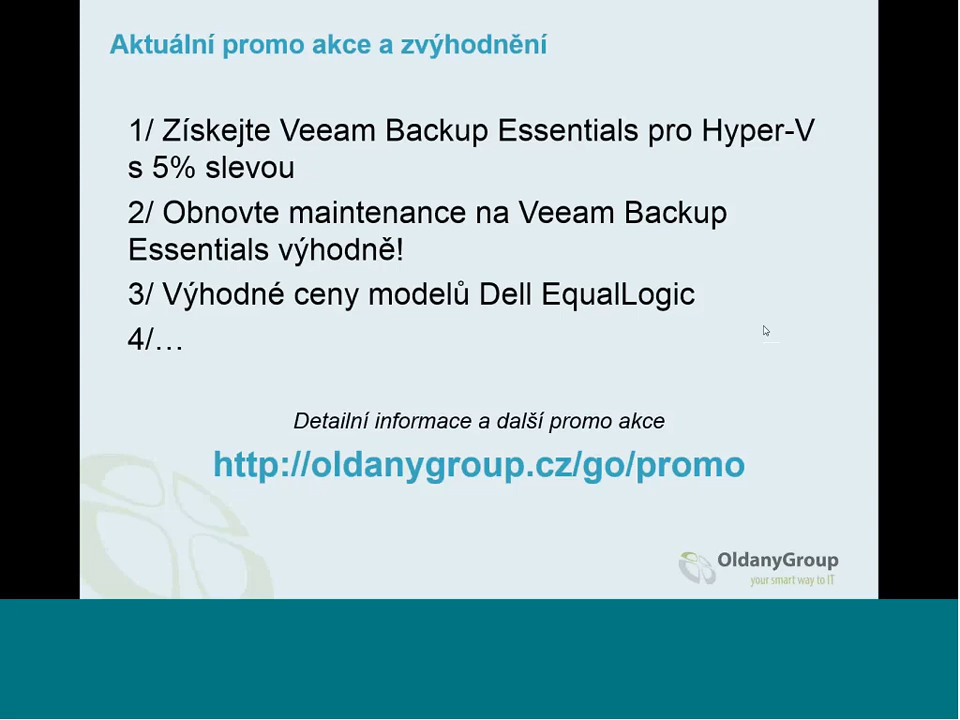 Aktuální promo akce a zvýhodnění
1/ Získejte Veeam Backup Essentials pro Hyper-V
s 5% slevou
2/ Obnovte maintenance na Veeam Backup
Essentials výhodně!
3/ Výhodné ceny modelů Dell EqualLogic
4/…
Detailní informace a další promo akce
http://oldanygroup.cz/go/promo
OldanyGroup
your smart way to IT